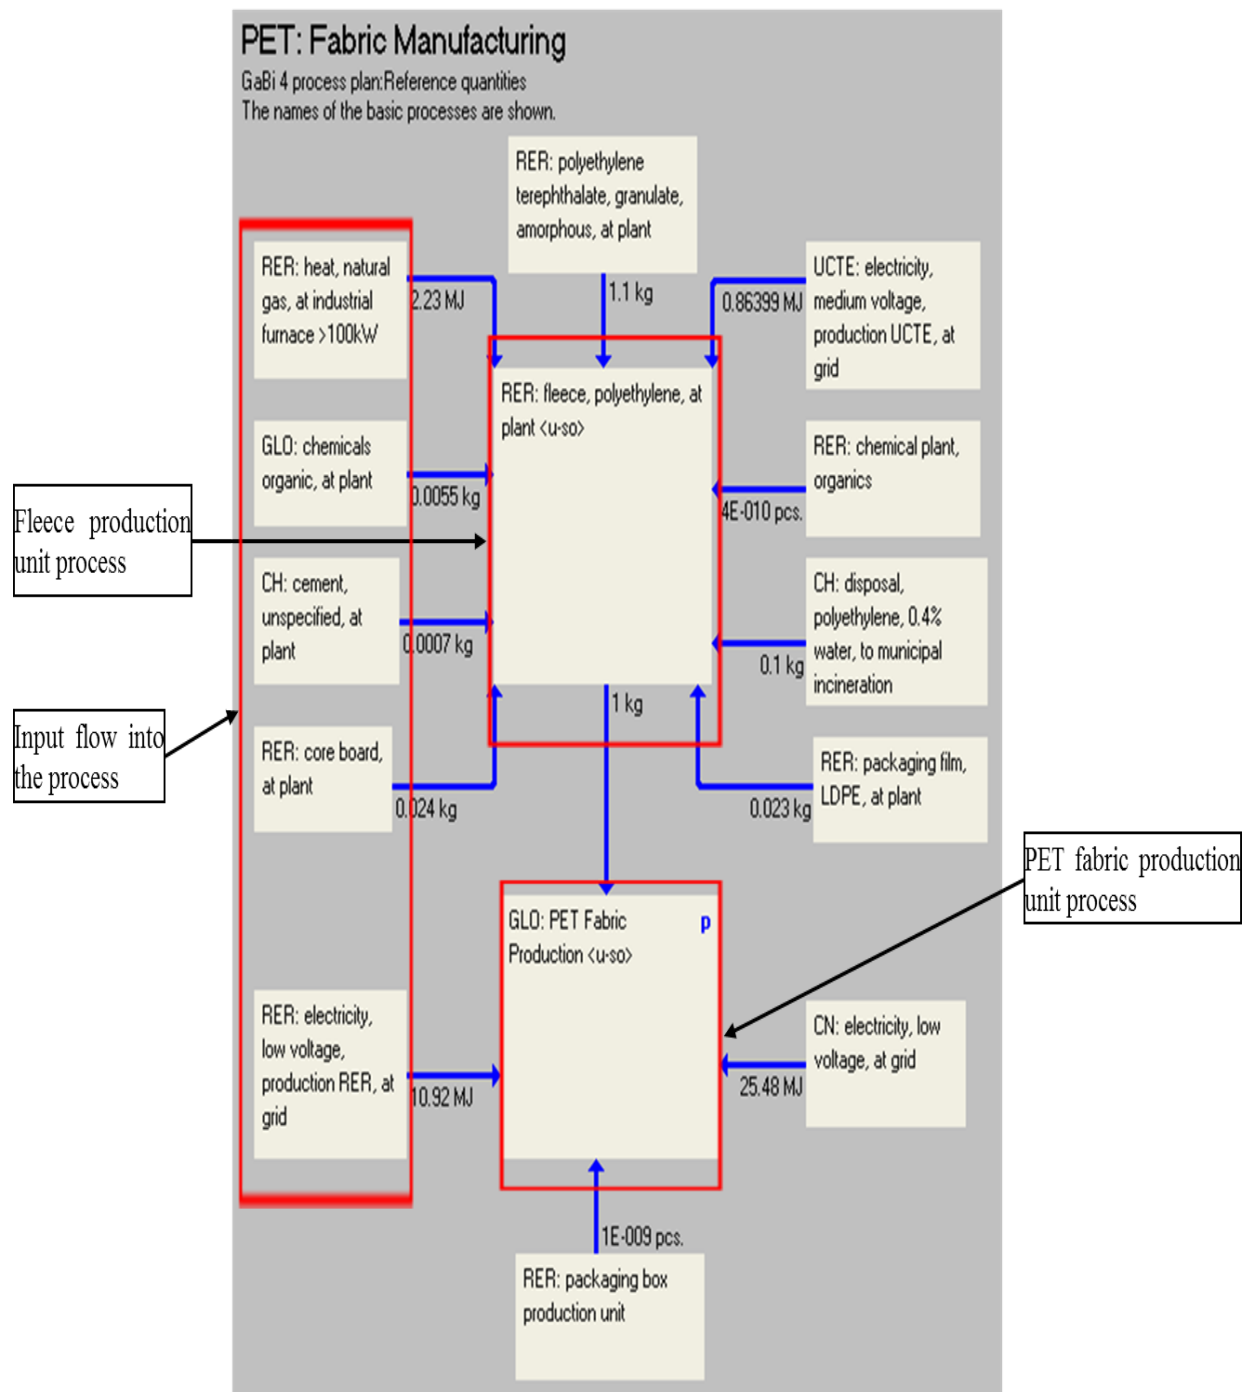 PET: Fabric Manufacturing
GaBi 4 process plan:Reference quantities
The names of the basic processes are shown.
RER: polyethylene
terephthalate, granulate,
amorphous, at plant
1.1 kg
RER: heat, natural
gas, at industrial
furnace >100kW
2.23 MJ
UCTE: electricity,
medium voltage,
production UCTE, at
grid
0.86399 MJ
RER: fleece, polyethylene, at
plant <u-so>
GLO: chemicals
organic, at plant
0.0055 kg
RER: chemical plant,
organics
4E-010 pcs.
Fleece production
unit process
CH: cement,
unspecified, at
plant
0.0007 kg
CH: disposal,
polyethylene, 0.4%
water, to municipal
incineration
0.1 kg
1 kg
Input flow into
the process
RER: core board,
at plant
0.024 kg
RER: packaging film,
LDPE, at plant
0.023 kg
PET fabric production
unit process
GLO: PET Fabric
Production <u-so>
p
RER: electricity,
low voltage,
production RER, at
grid
10.92 MJ
CN: electricity, low
voltage, at grid
25.48 MJ
1E-009 pcs.
RER: packaging box
production unit